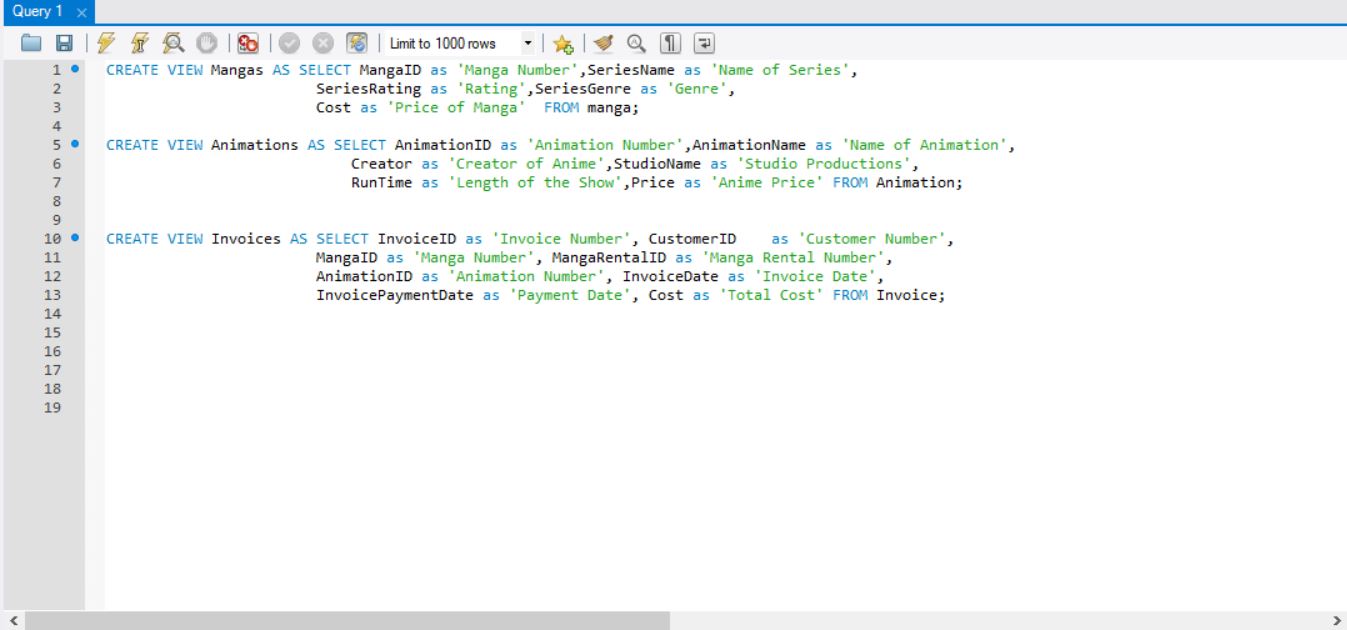 Query 1
Limit to 1000 rows
1 CREATE VIEW Mangas AS SELECT MangaID as 'Manga Number',SeriesName as 'Name of Series',
2 SeriesRating as 'Rating',SeriesGenre as 'Genre',
3 Cost as 'Price of Manga'  FROM manga;
4
5 CREATE VIEW Animations AS SELECT AnimationID as 'Animation Number',AnimationName as 'Name of Animation',
6 Creator as 'Creator of Anime',StudioName as 'Studio Productions',
7 RunTime as 'Length of the Show',Price as 'Anime Price' FROM Animation;
8
9
10 CREATE VIEW Invoices AS SELECT InvoiceID as 'Invoice Number', CustomerID    as 'Customer Number',
11 MangaID as 'Manga Number', MangaRentalID as 'Manga Rental Number',
12 AnimationID as 'Animation Number', InvoiceDate as 'Invoice Date',
13 InvoicePaymentDate as 'Payment Date', Cost as 'Total Cost' FROM Invoice;
14
15
16
17
18
19